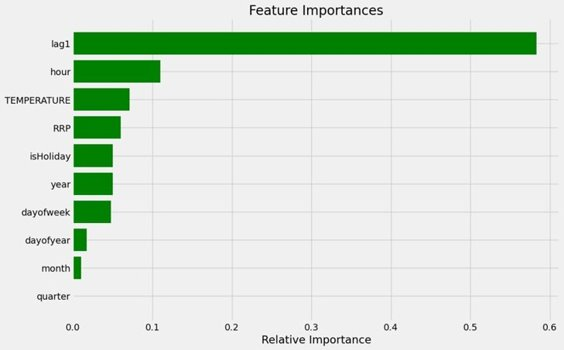 Feature Importances
lag1
hour
TEMPERATURE
RRP
isHoliday
year
dayofweek
dayofyear
month
quarter
0.0 0.1 0.2 0.3 0.4 0.5 0.6
Relative Importance